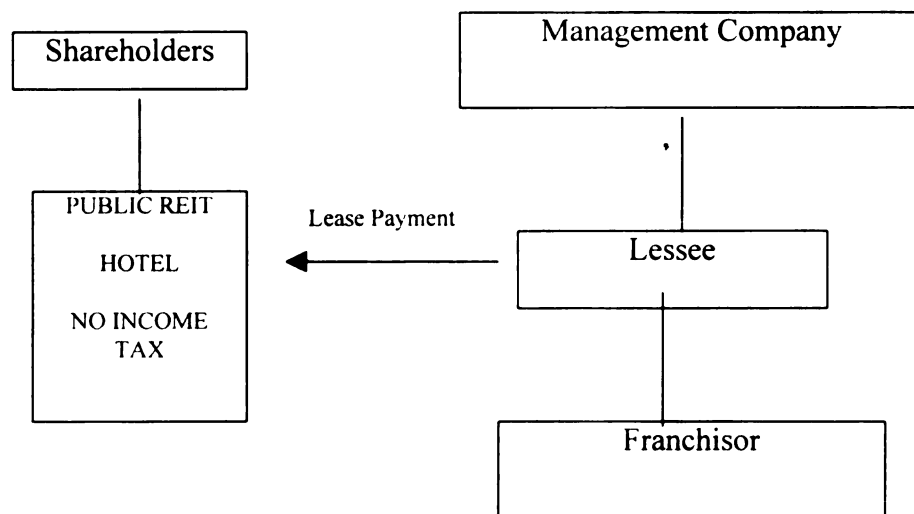 Shareholders
Management Company
PUBLIC REIT
HOTEL
NO INCOME
TAX
Lease Payment
Lessee
Franchisor